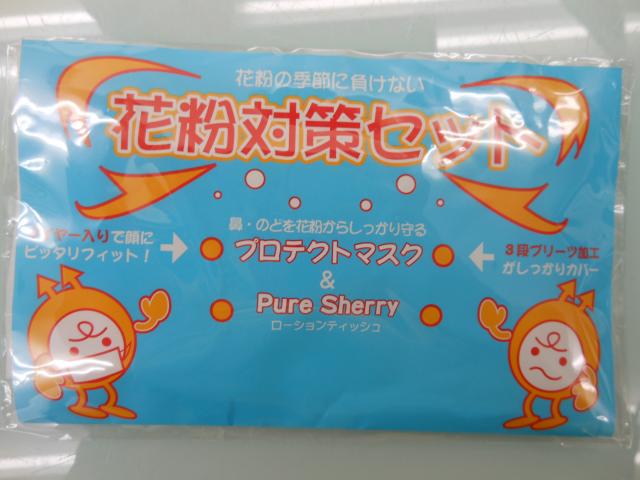 花粉の季節に負けない
花粉対策セット
鼻・のどを花粉からしっかり守る
イヤー入りで顔に
ピッタリフィット！
プロテクトマスク
&
Pure Sherry
ローションティッシュ
3段プリーツ加工
がしっかりカバー